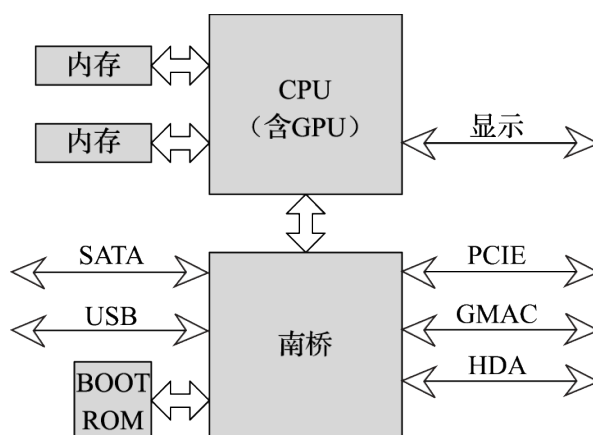 内存
CPU
（含GPU）
内存
显示
SATA
PCIE
USB
GMAC
南桥
HDA
BOOT
ROM